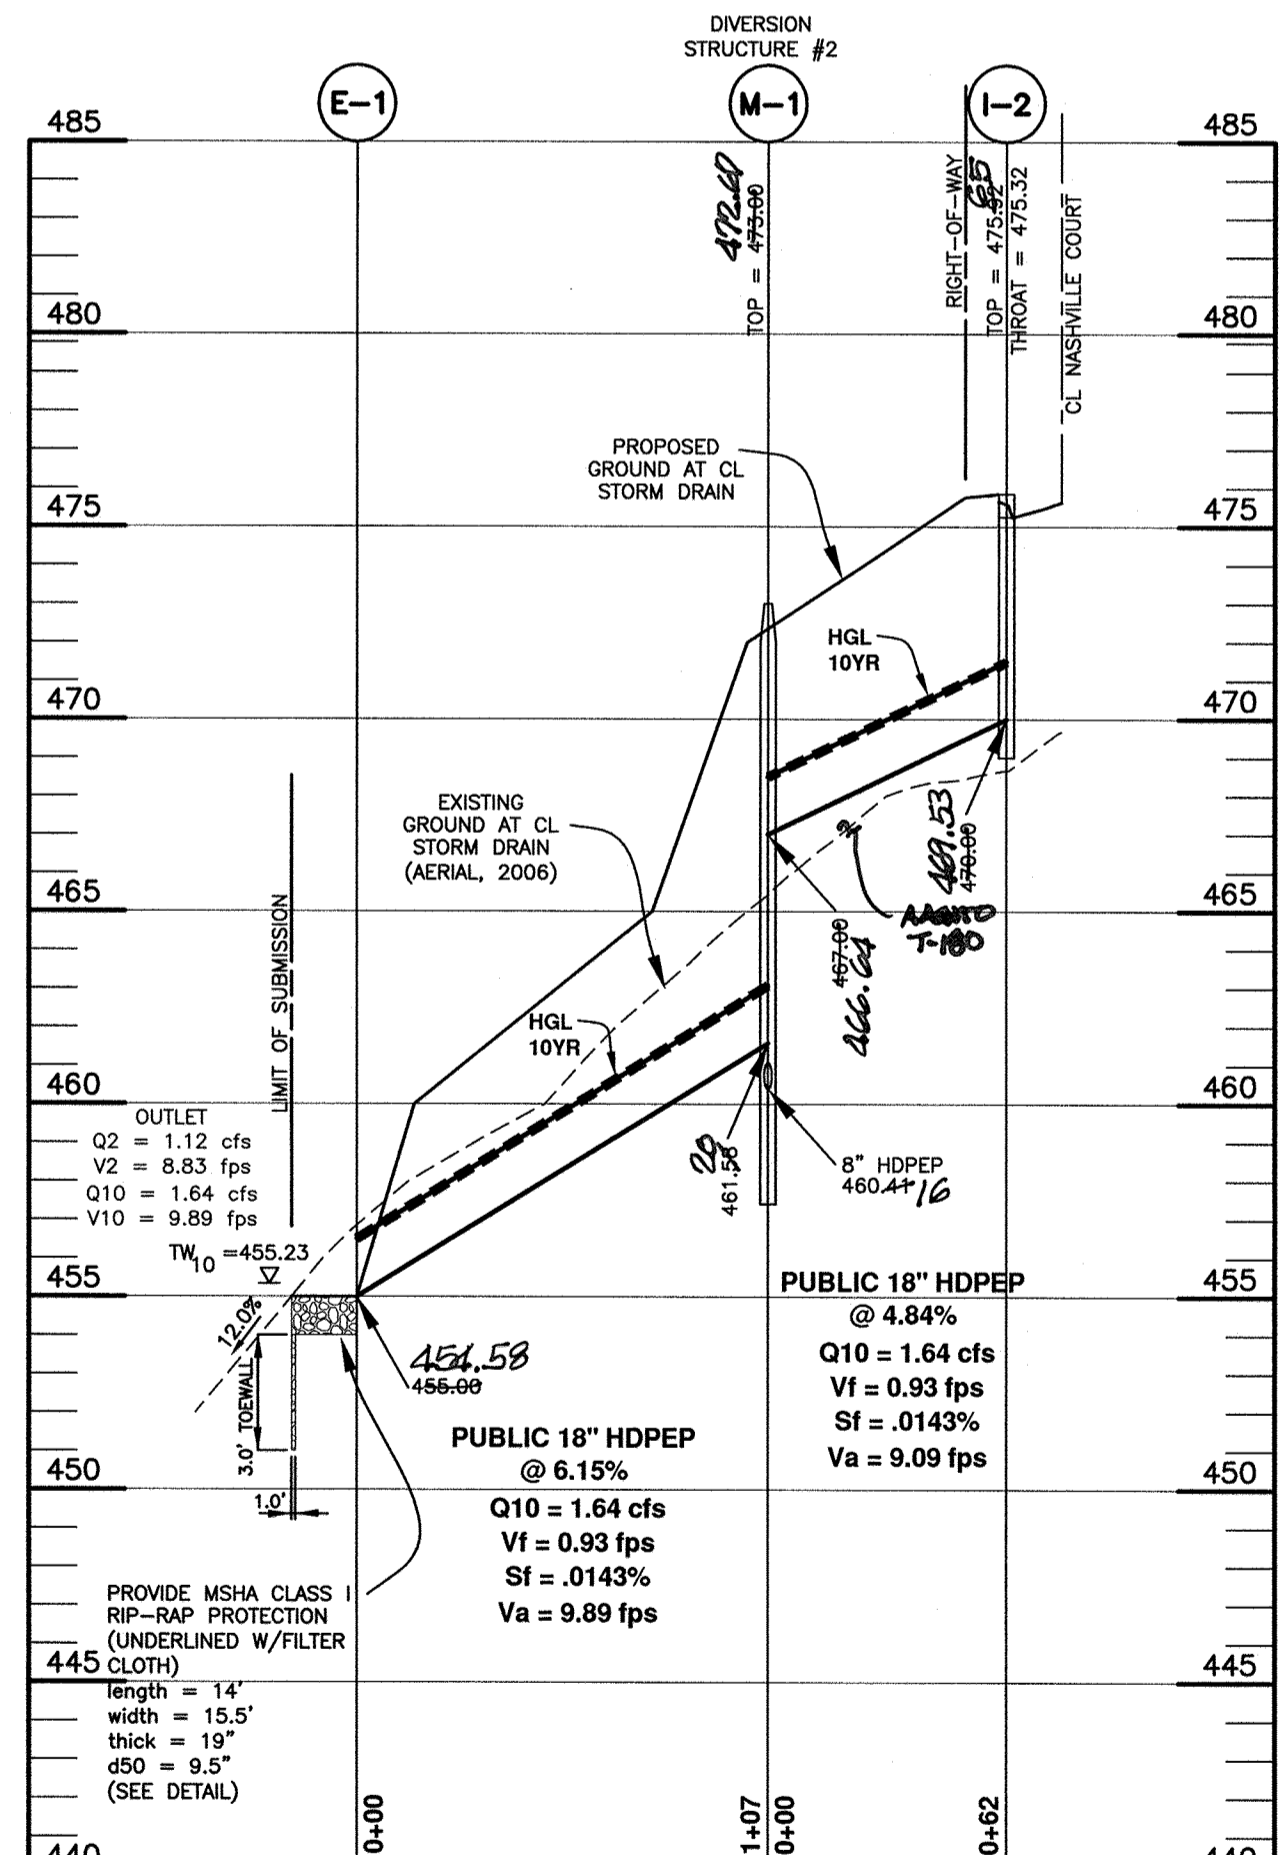 DIVERSION
STRUCTURE #2
E-1
M-1
I-2
485
485
472.60
TOP = 473.00
RIGHT-OF-WAY
65
TOP = 475.92
THROAT = 475.32
CL NASHVILLE COURT
480
480
PROPOSED
GROUND AT CL
STORM DRAIN
475
475
HGL
10YR
470
470
EXISTING
GROUND AT CL
STORM DRAIN
(AERIAL, 2006)
469.53
470.00
465
465
AASHTO
T-180
467.00
466.64
LIMIT OF SUBMISSION
HGL
10YR
460
460
OUTLET
Q2 = 1.12 cfs
V2 = 8.83 fps
Q10 = 1.64 cfs
V10 = 9.89 fps
TW10 =455.23
20
461.58
8" HDPEP
460.41 16
455
455
12.0%
3.0' TOEWALL
454.58
455.00
PUBLIC 18" HDPEP
@ 4.84%
Q10 = 1.64 cfs
Vf = 0.93 fps
Sf = .0143%
Va = 9.09 fps
PUBLIC 18" HDPEP
@ 6.15%
Q10 = 1.64 cfs
Vf = 0.93 fps
Sf = .0143%
Va = 9.89 fps
450
450
1.0'
PROVIDE MSHA CLASS I
RIP-RAP PROTECTION
(UNDERLINED W/FILTER
CLOTH)
445
445
length = 14'
width = 15.5'
thick = 19"
d50 = 9.5"
(SEE DETAIL)
0+00
1+07
0+00
0+62
440
440